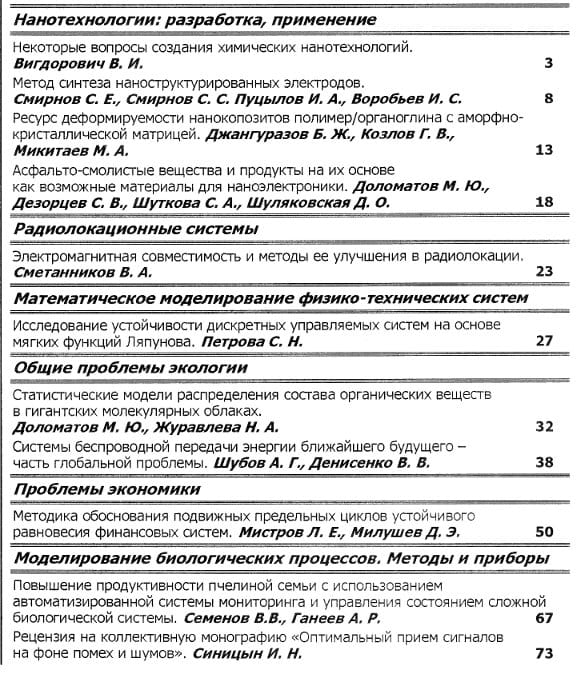 Нанотехнологии: разработка, применение
Некоторые вопросы создания химических нанотехнологий.
Вигдорович В. И. 3
Метод синтеза наноструктурированных электродов.
Смирнов С. Е., Смирнов С. С. Пуцылов И. А., Воробьев И. С. 8
Ресурс деформируемости нанокопозитов полимер/органоглина с аморфно-
кристаллической матрицей. Джангуразов Б. Ж., Козлов Г. В.,
Микитаев М. А. 13
Асфальто-смолистые вещества и продукты на их основе
как возможные материалы для наноэлектроники. Доломатов М. Ю.,
Дезорцев С. В., Шуткова С. А., Шуляковская Д. О. 18
Радиолокационные системы
Электромагнитная совместимость и методы ее улучшения в радиолокации.
Сметанников В. А. 23
Математическое моделирование физико-технических систем
Исследование устойчивости дискретных управляемых систем на основе
мягких функций Ляпунова. Петрова С. Н. 27
Общие проблемы экологии
Статистические модели распределения состава органических веществ
в гигантских молекулярных облаках.
Доломатов М. Ю., Журавлева Н. А. 32
Системы беспроводной передачи энергии ближайшего будущего –
часть глобальной проблемы. Шубов А. Г., Денисенко В. В. 38
Проблемы экономики
Методика обоснования подвижных предельных циклов устойчивого
равновесия финансовых систем. Мистров Л. Е., Милушев Д. Э. 50
Моделирование биологических процессов. Методы и приборы
Повышение продуктивности пчелиной семьи с использованием
автоматизированной системы мониторинга и управления состоянием сложной
биологической системы. Семенов В.В., Ганеев А. Р. 67
Рецензия на коллективную монографию «Оптимальный прием сигналов
на фоне помех и шумов». Синицын И. Н. 73